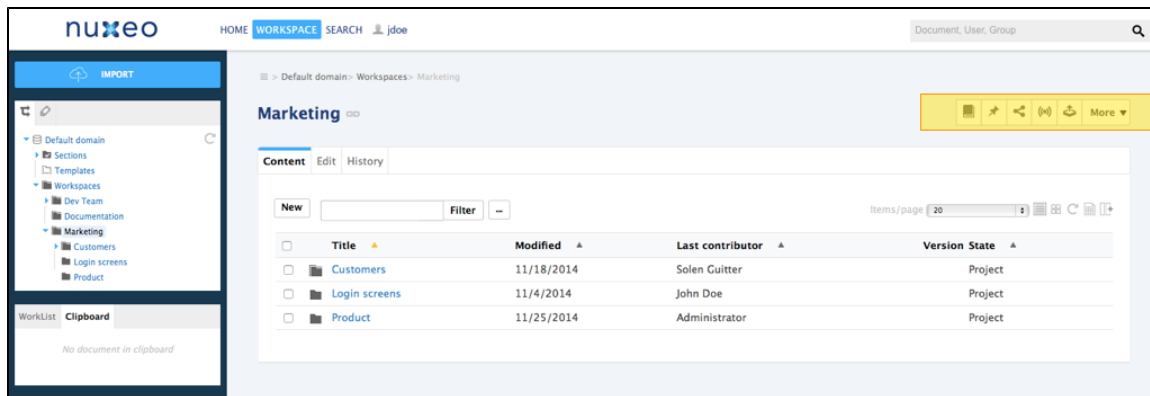 nuxeo
HOME WORKSPACE SEARCH jdoe
Document, User, Group
IMPORT
> Default domain> Workspaces> Marketing
Marketing
More
Default domain
Sections
Templates
Workspaces
Dev Team
Documentation
Marketing
Customers
Login screens
Product
Content Edit History
New Filter ...
Items/page 20
Title Modified Last contributor Version State
Customers 11/18/2014 Solen Guitter Project
Login screens 11/4/2014 John Doe Project
Product 11/25/2014 Administrator Project
WorkList Clipboard
No document in clipboard